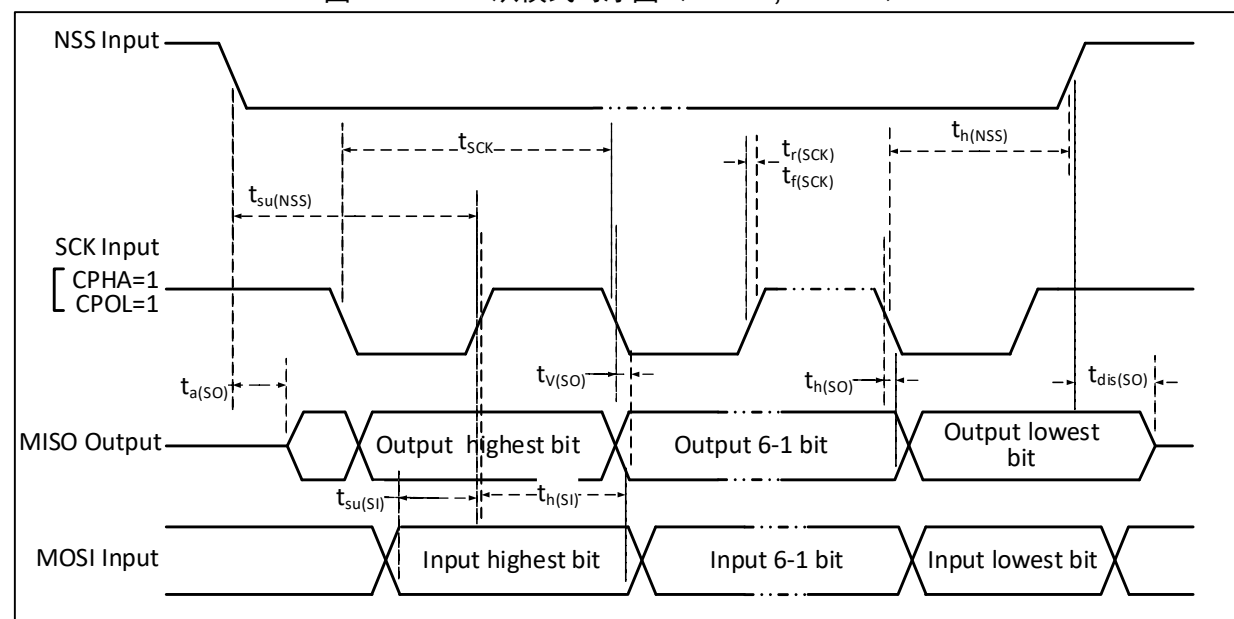 NSS Input
tSCK
th(NSS)
tr(SCK)
tf(SCK)
tsu(NSS)
SCK Input
CPHA=1
CPOL=1
ta(SO)
tV(SO)
th(SO)
tdis(SO)
MISO Output
Output highest bit
Output 6-1 bit
Output lowest
bit
tsu(SI)
th(SI)
MOSI Input
Input highest bit
Input 6-1 bit
Input lowest bit